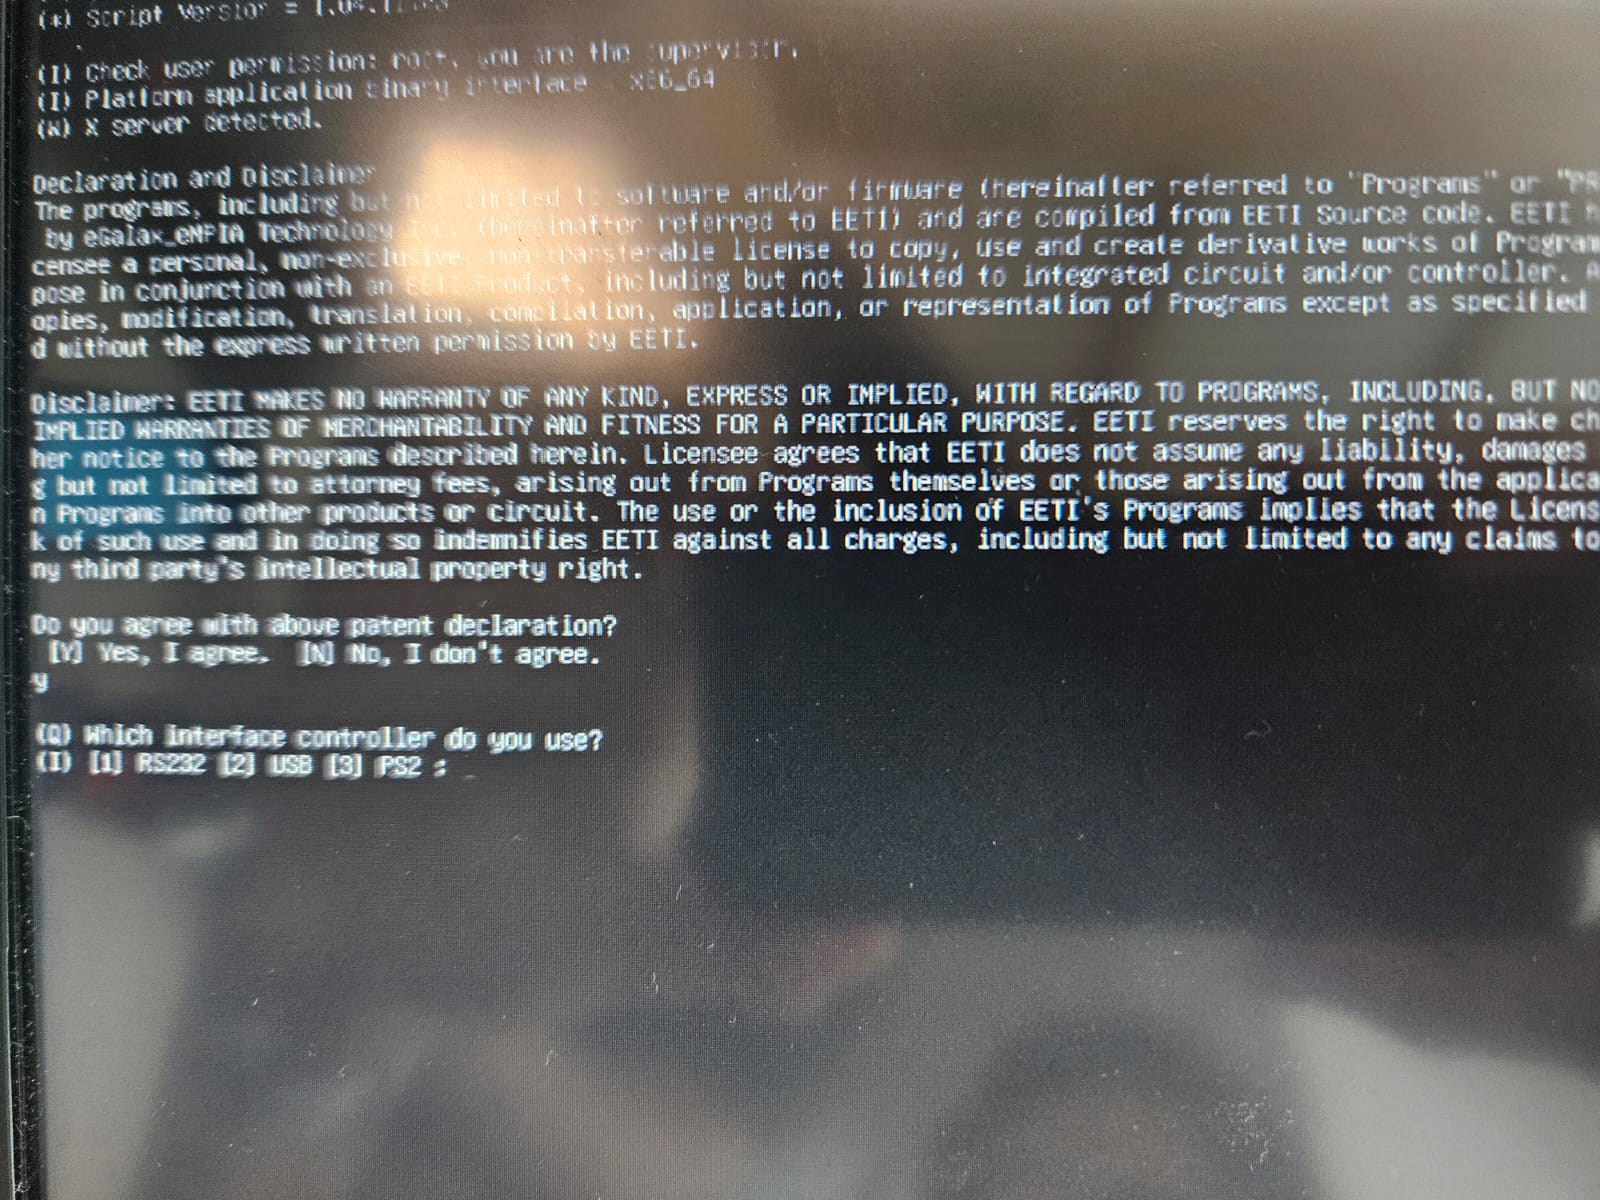 (*) Script Version = 1.
(I) Check user permission: root, you are the supervisor.
(I) Platform application binary interface = x86_64
(*) X server detected.
Declaration and Disclaimer
The programs, including but not limited to software and/or firmware (hereinafter referred to "Programs" or "PR
by eGalax_eMPIA Technology Inc. (hereinafter referred to EETI) and are compiled from EETI Source code. EETI h
censee a personal, non-exclusive, non-transferable license to copy, use and create derivative works of Program
pose in conjunction with an EETI Product, including but not limited to integrated circuit and/or controller. A
opies, modification, translation, compilation, application, or representation of Programs except as specified
d without the express written permission by EETI.
Disclaimer: EETI MAKES NO WARRANTY OF ANY KIND, EXPRESS OR IMPLIED, WITH REGARD TO PROGRAMS, INCLUDING, BUT NO
IMPLIED WARRANTIES OF MERCHANTABILITY AND FITNESS FOR A PARTICULAR PURPOSE. EETI reserves the right to make ch
her notice to the Programs described herein. Licensee agrees that EETI does not assume any liability, damages
g but not limited to attorney fees, arising out from Programs themselves or those arising out from the applica
n Programs into other products or circuit. The use or the inclusion of EETI's Programs implies that the Licens
k of such use and in doing so indemnifies EETI against all charges, including but not limited to any claims to
ny third party's intellectual property right.
Do you agree with above patent declaration?
[Y] Yes, I agree. [N] No, I don't agree.
y
(Q) Which interface controller do you use?
(I) [1] RS232 [2] USB [3] PS2 : _